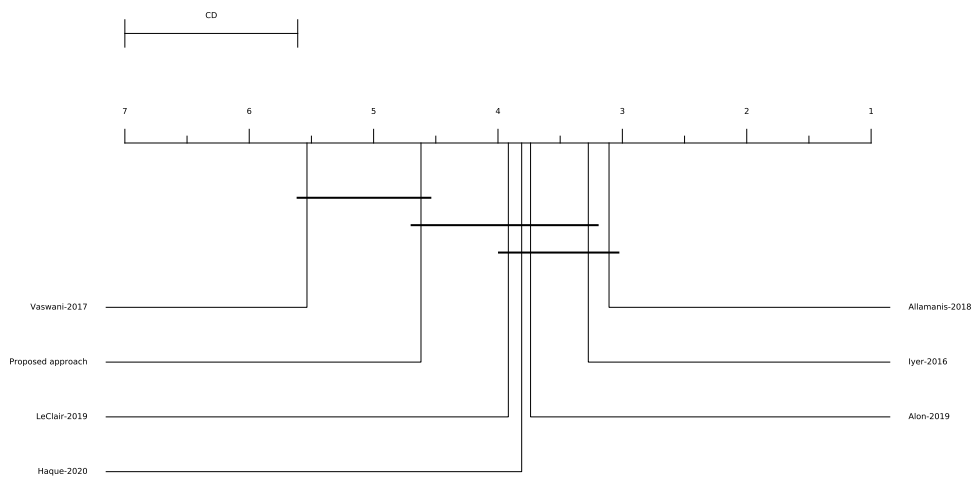 CD
7 6 5 4 3 2 1
Vaswani-2017 Allamanis-2018
Proposed approach Iyer-2016
LeClair-2019 Alon-2019
Haque-2020